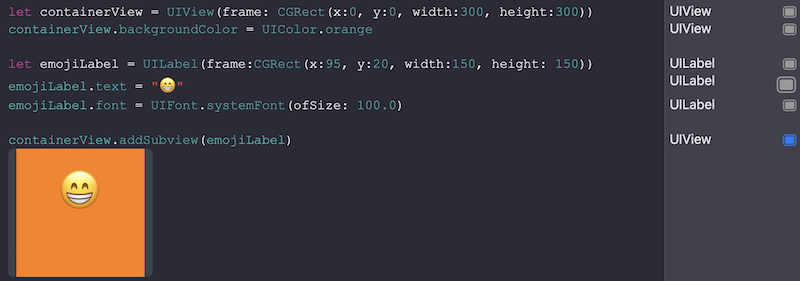 let containerView = UIView(frame: CGRect(x:0, y:0, width:300, height:300)) UIView
containerView.backgroundColor = UIColor.orange UIView
let emojiLabel = UILabel(frame:CGRect(x:95, y:20, width:150, height: 150)) UILabel
emojiLabel.text = "😁" UILabel
emojiLabel.font = UIFont.systemFont(ofSize: 100.0) UILabel
containerView.addSubview(emojiLabel) UIView